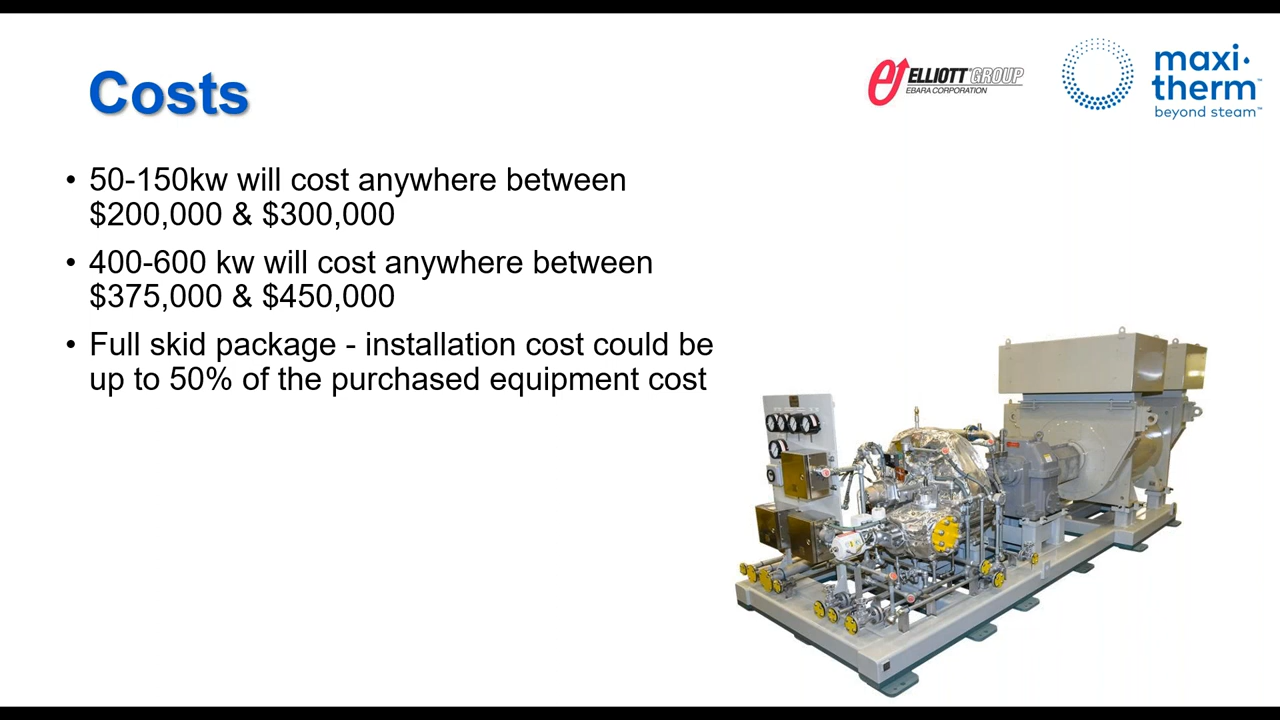 Costs
ELLIOTT GROUP
EBARA CORPORATION
maxi·
therm™
beyond steam™
• 50-150kw will cost anywhere between
$200,000 & $300,000
• 400-600 kw will cost anywhere between
$375,000 & $450,000
• Full skid package - installation cost could be
up to 50% of the purchased equipment cost